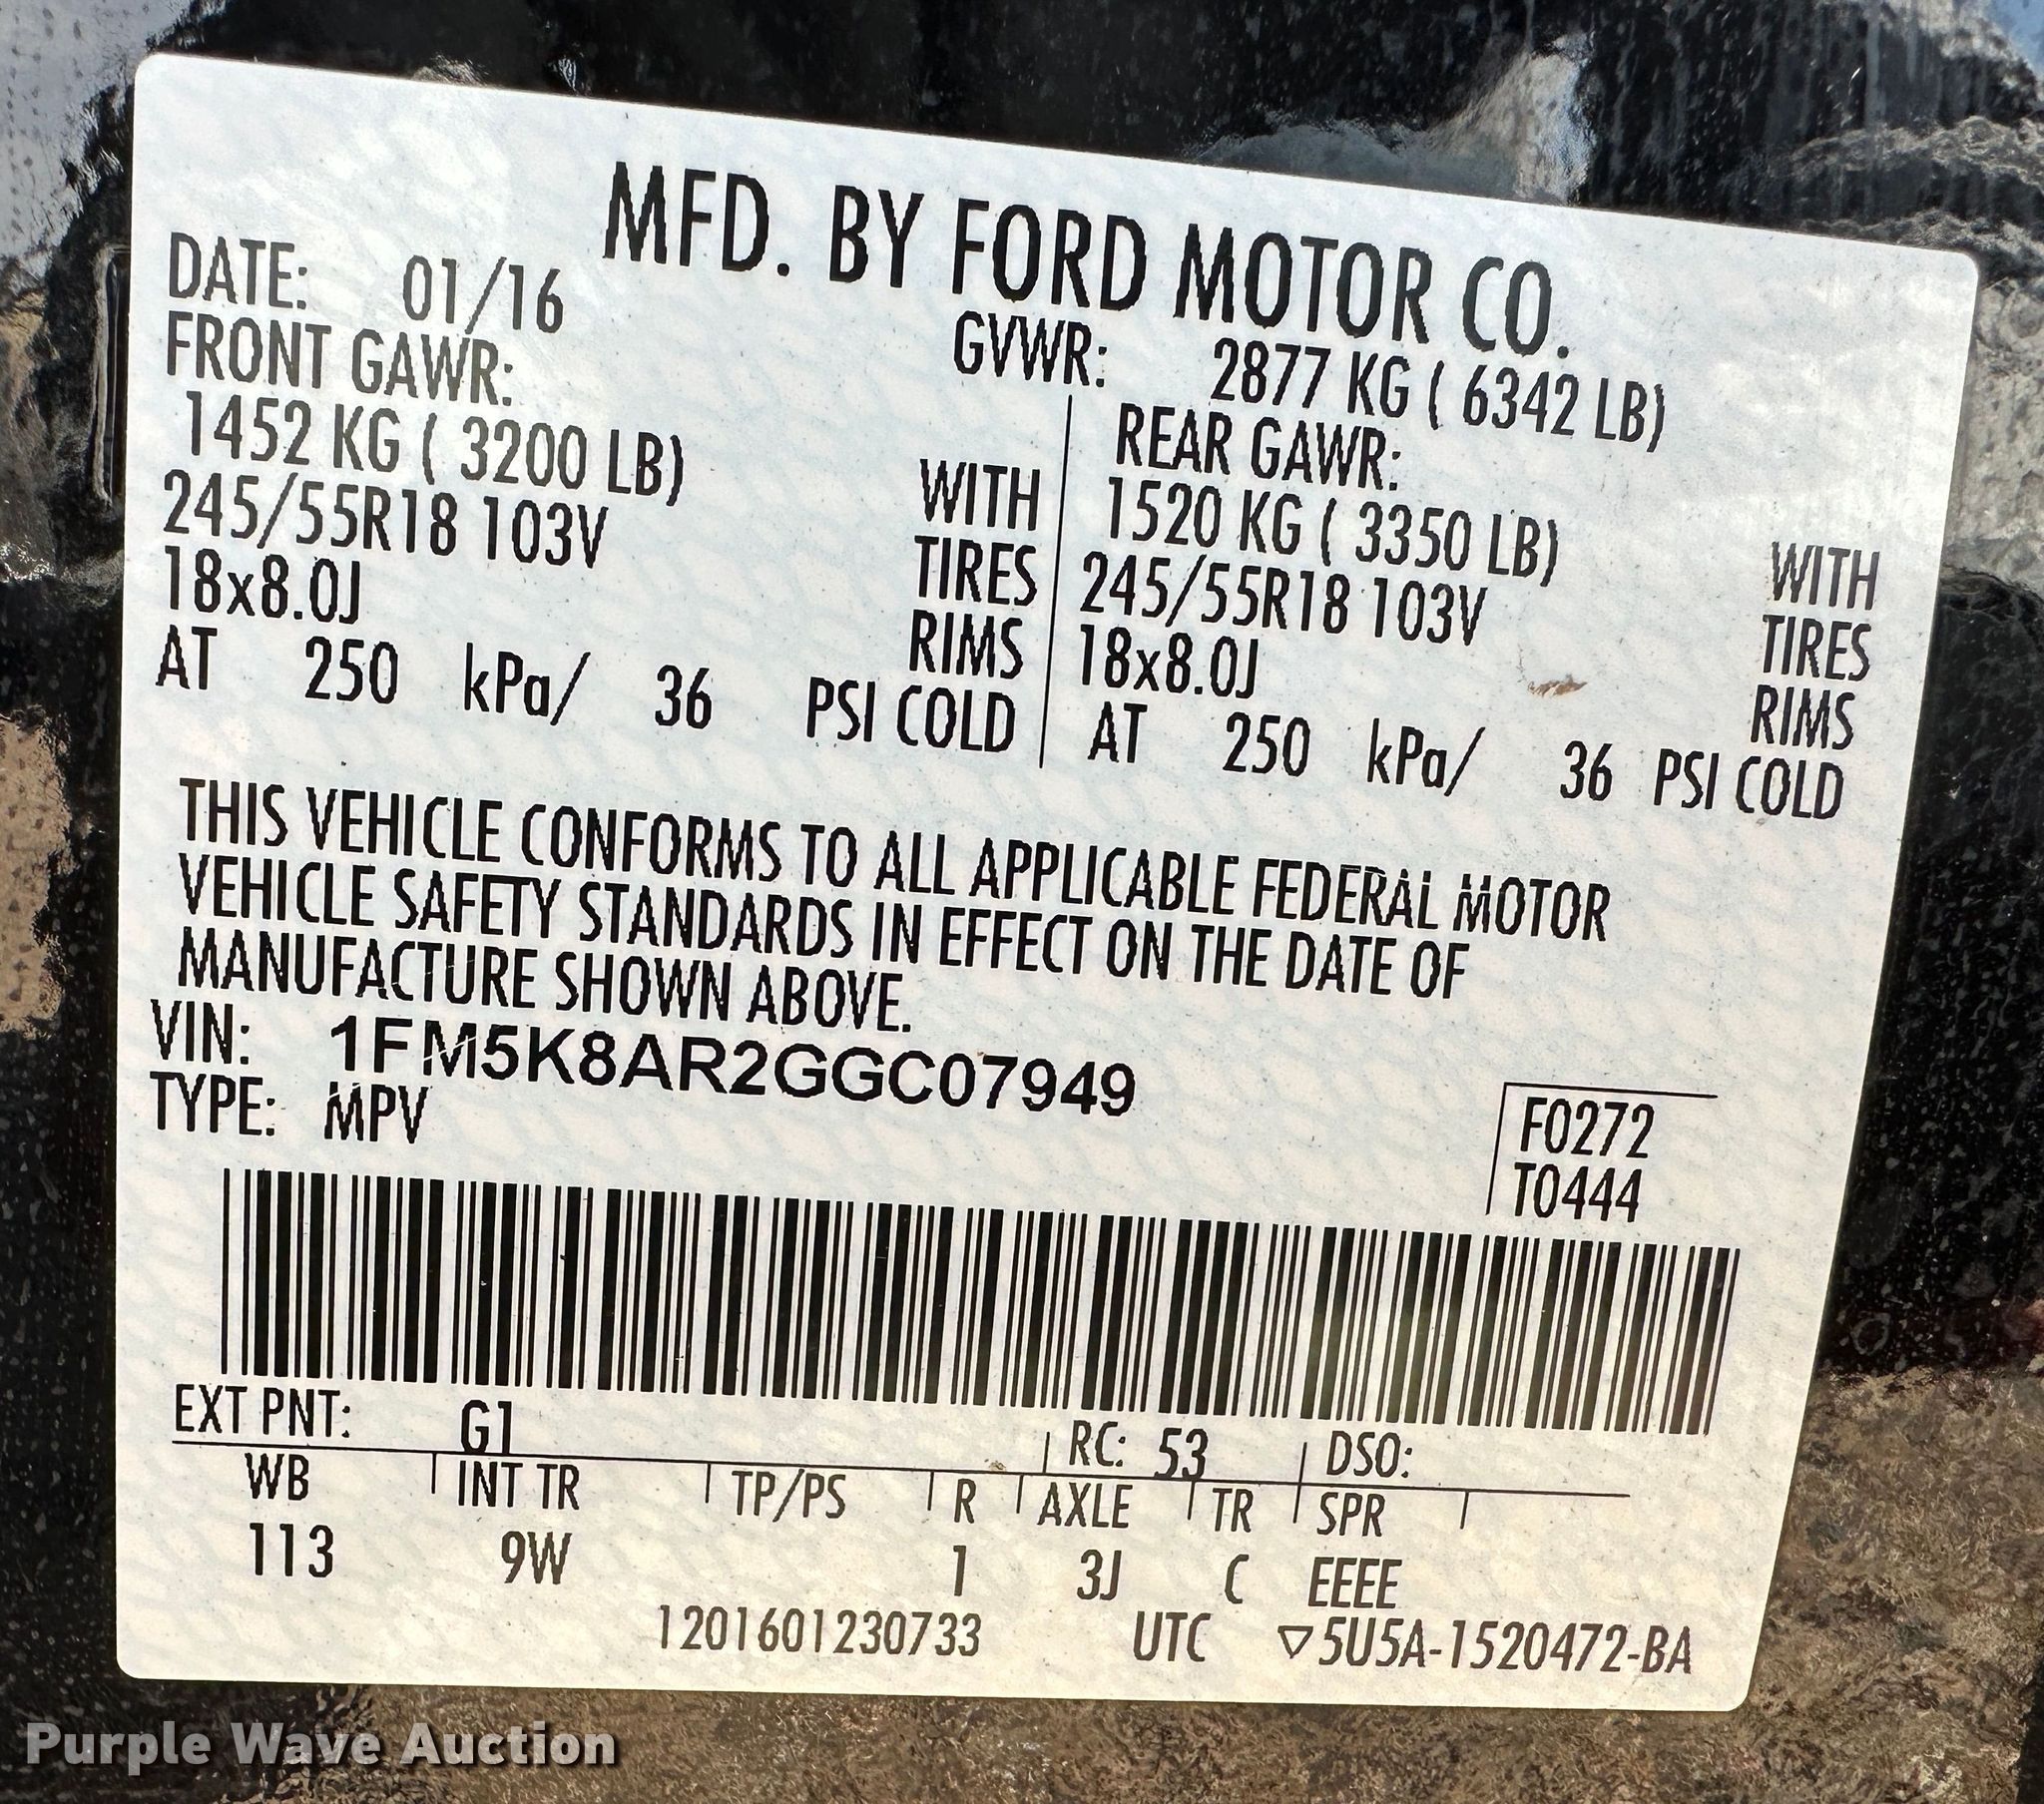 MFD. BY FORD MOTOR CO.
DATE: 01/16 GVWR: 2877 KG ( 6342 LB)
FRONT GAWR: REAR GAWR:
1452 KG ( 3200 LB) WITH 1520 KG ( 3350 LB) WITH
245/55R18 103V TIRES 245/55R18 103V TIRES
18x8.0J RIMS 18x8.0J RIMS
AT 250 kPa/ 36 PSI COLD AT 250 kPa/ 36 PSI COLD
THIS VEHICLE CONFORMS TO ALL APPLICABLE FEDERAL MOTOR
VEHICLE SAFETY STANDARDS IN EFFECT ON THE DATE OF
MANUFACTURE SHOWN ABOVE.
VIN: 1FM5K8AR2GGC07949
TYPE: MPV
F0272
T0444
EXT PNT: G1 RC: 53 DSO:
WB INT TR TP/PS R AXLE TR SPR
113 9W 1 3J C EEEE
1201601230733 UTC ▽5U5A-1520472-BA
Purple Wave Auction